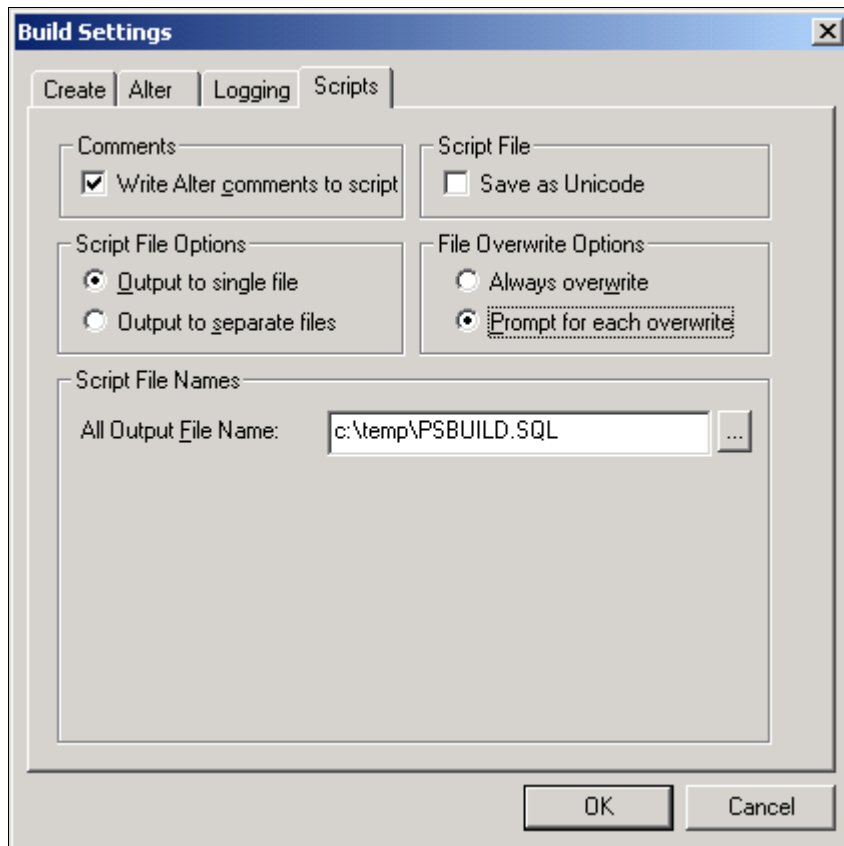 Build Settings
Create Alter Logging Scripts
Comments
Write Alter comments to script
Script File
Save as Unicode
Script File Options
Output to single file
Output to separate files
File Overwrite Options
Always overwrite
Prompt for each overwrite
Script File Names
All Output File Name: c:\temp\PSBUILD.SQL ...
OK Cancel